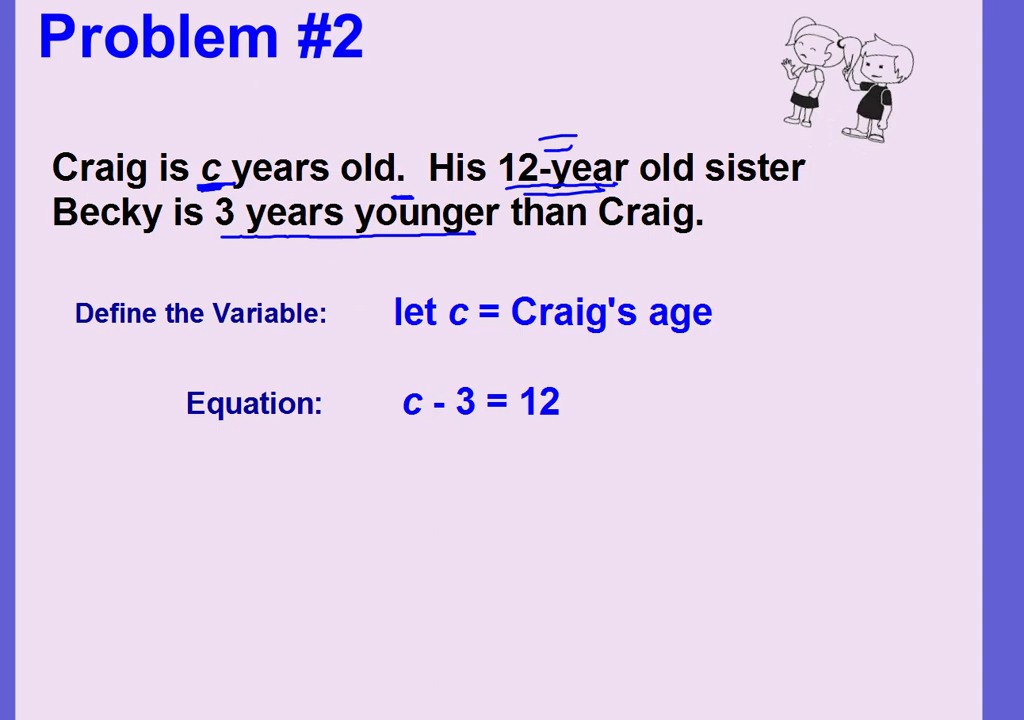 Problem #2
Craig is c years old. His 12-year old sister
Becky is 3 years younger than Craig.
Define the Variable: let c = Craig's age
Equation: c - 3 = 12